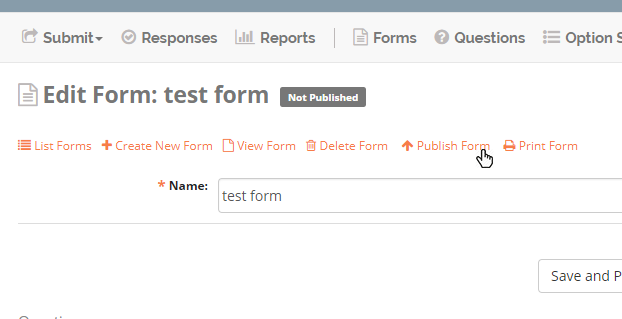 Submit Responses Reports Forms Questions Option S
Edit Form: test form Not Published
List Forms Create New Form View Form Delete Form Publish Form Print Form
* Name: test form
Save and P